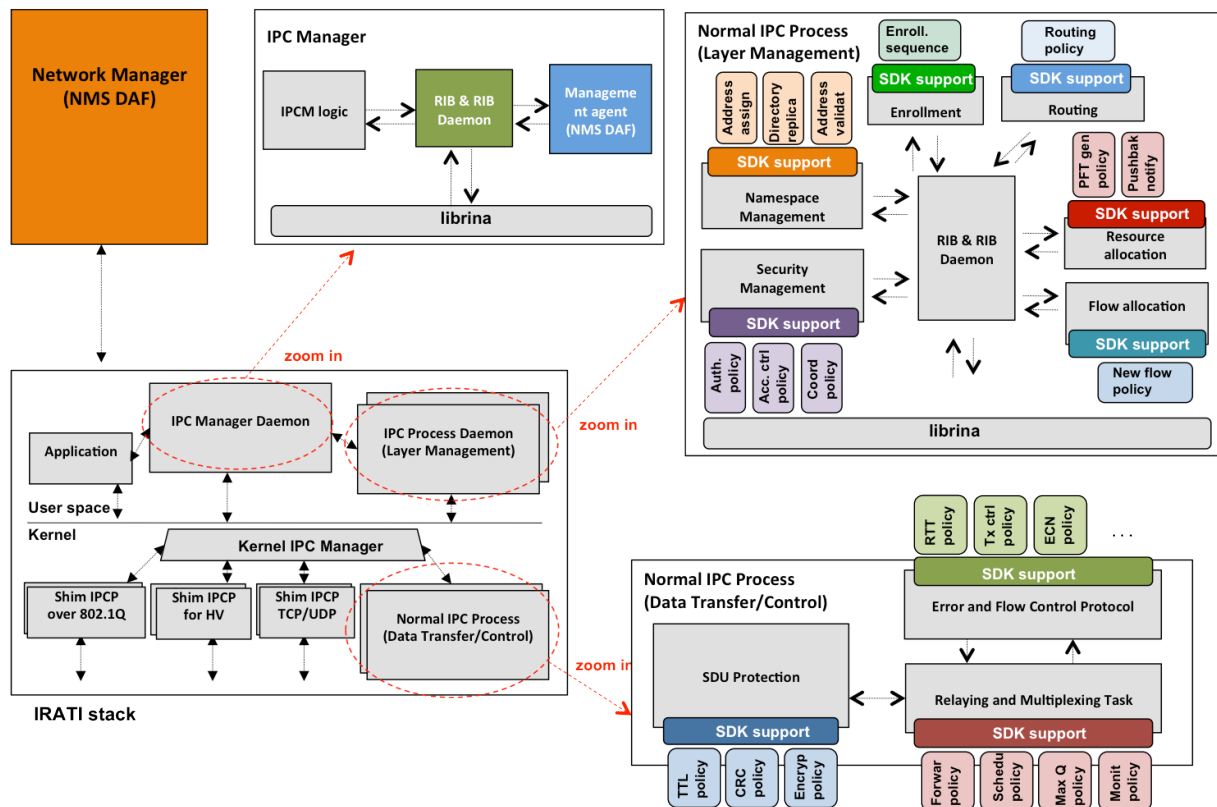 Network Manager
(NMS DAF)
IPC Manager
IPCM logic
RIB & RIB
Daemon
Manageme
nt agent
(NMS DAF)
librina
Normal IPC Process
(Layer Management)
Enroll.
sequence
Routing
policy
SDK support
Enrollment
SDK support
Routing
Address
assign
Directory
replica
Address
validat
SDK support
Namespace
Management
PFT gen
policy
Pushbak
notify
SDK support
Resource
allocation
RIB & RIB
Daemon
Security
Management
SDK support
Auth.
policy
Acc. ctrl
policy
Coord
policy
Flow allocation
SDK support
New flow
policy
librina
zoom in
zoom in
IPC Manager Daemon
IPC Process Daemon
(Layer Management)
Application
User space
Kernel
Kernel IPC Manager
Shim IPCP
over 802.1Q
Shim IPCP
for HV
Shim IPCP
TCP/UDP
Normal IPC Process
(Data Transfer/Control)
zoom in
IRATI stack
Normal IPC Process
(Data Transfer/Control)
RTT
policy
Tx ctrl
policy
ECN
policy
. . .
SDK support
Error and Flow Control Protocol
SDU Protection
SDK support
TTL
policy
CRC
policy
Encryp
policy
Relaying and Multiplexing Task
SDK support
Forwar
policy
Schedu
policy
Max Q
policy
Monit
policy